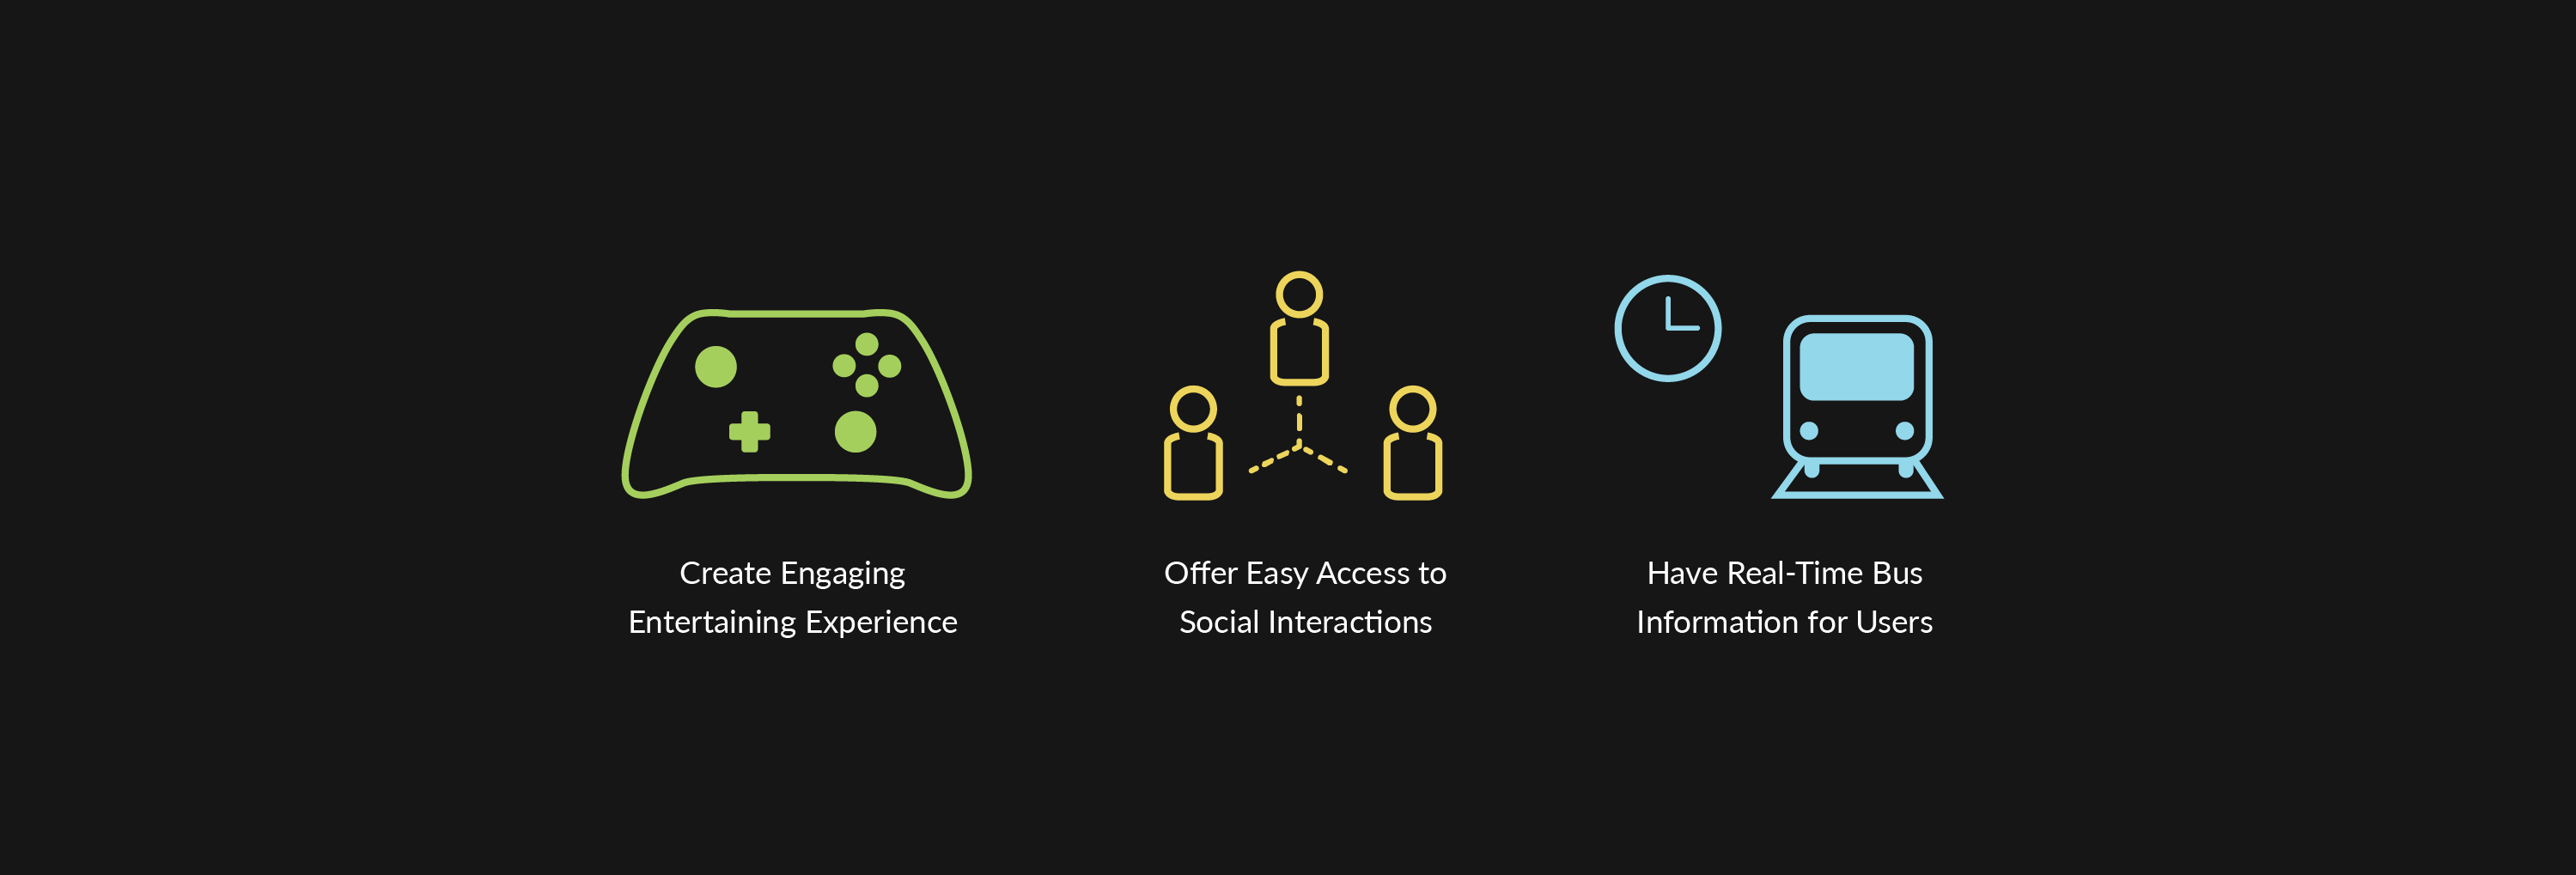 Create Engaging
Entertaining Experience
Offer Easy Access to
Social Interactions
Have Real-Time Bus
Information for Users